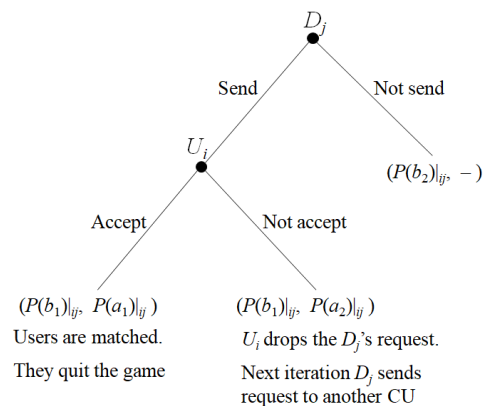 D_j
Send
Not send
U_i
(P(b_2)|_ij, – )
Accept
Not accept
(P(b_1)|_ij, P(a_1)|_ij )
(P(b_1)|_ij, P(a_2)|_ij )
Users are matched.
They quit the game
U_i drops the D_j's request.
Next iteration D_j sends
request to another CU